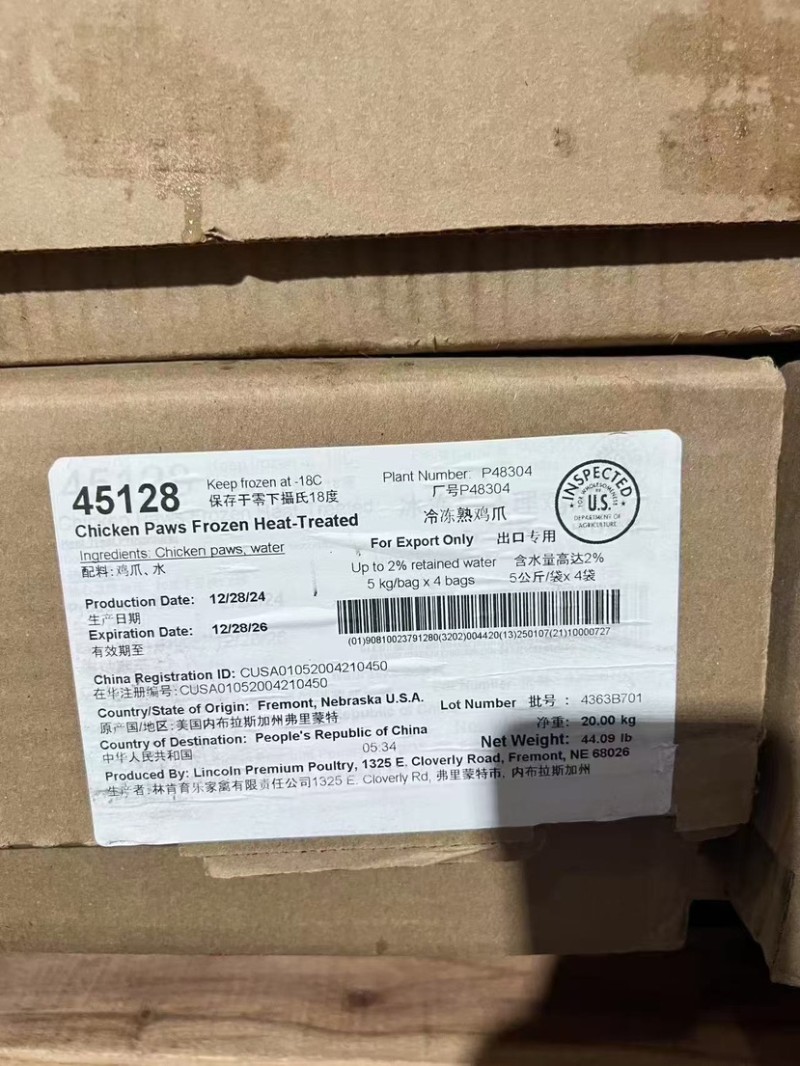 45128
Keep frozen at -18C
保存于零下攝氏18度
Plant Number: P48304
厂号P48304
INSPECTED
FOR WHOLESOMENESS
BY
U.S.
DEPARTMENT OF
AGRICULTURE
Chicken Paws Frozen Heat-Treated
冷冻熟鸡爪
Ingredients: Chicken paws, water
配料: 鸡爪、水
For Export Only 出口专用
Up to 2% retained water 含水量高达2%
5 kg/bag x 4 bags 5公斤/袋x 4袋
Production Date: 12/28/24
生产日期
Expiration Date: 12/28/26
有效期至
(01)90810023791280(3202)004420(13)250107(21)10000727
China Registration ID: CUSA01052004210450
在华注册编号: CUSA01052004210450
Country/State of Origin: Fremont, Nebraska U.S.A.
原产国/地区: 美国内布拉斯加州弗里蒙特
Lot Number 批号: 4363B701
Country of Destination: People's Republic of China
中华人民共和国
05:34
净重: 20.00 kg
Net Weight: 44.09 lb
Produced By: Lincoln Premium Poultry, 1325 E. Cloverly Road, Fremont, NE 68026
生产者: 林肯育乐家禽有限责任公司1325 E. Cloverly Rd, 弗里蒙特市, 内布拉斯加州